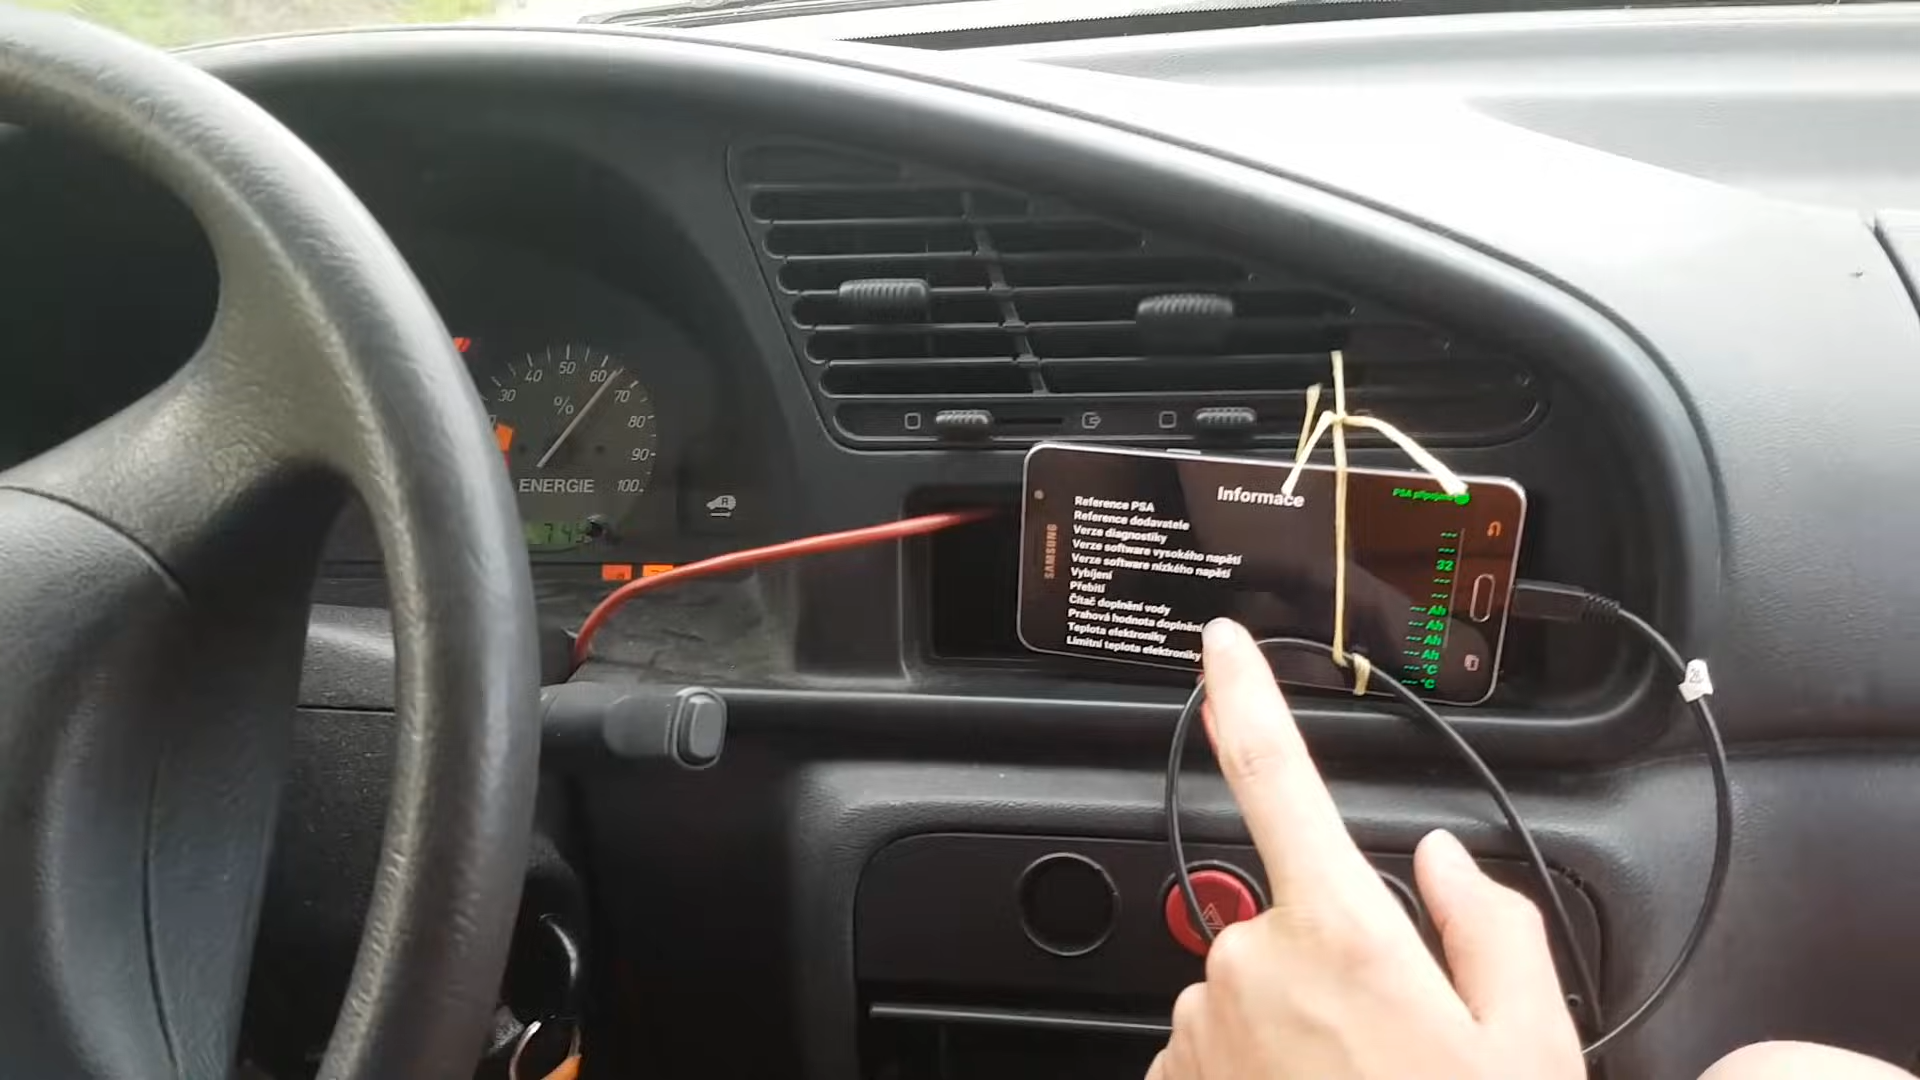 30 40 50 60 70 80 90 100
%
ENERGIE
R
SAMSUNG
Informace
PSA připojeno
Reference PSA ---
Reference dodavatele ---
Verze diagnostiky 32
Verze software vysokého napětí ---
Verze software nízkého napětí ---
Vybíjení --- Ah
Přebití --- Ah
Čítač doplnění vody --- Ah
Prahová hodnota doplnění --- Ah
Teplota elektroniky --- °C
Limitní teplota elektroniky --- °C